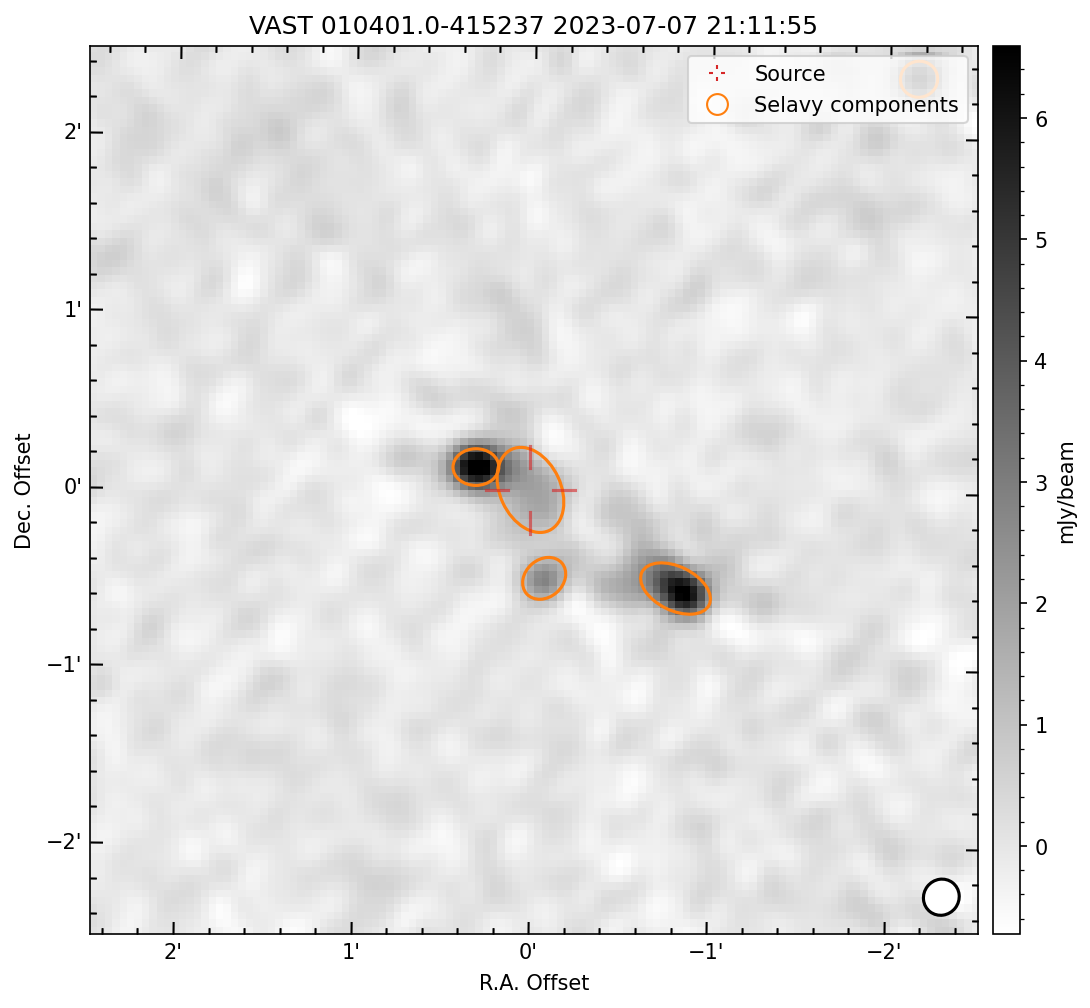 VAST 010401.0-415237 2023-07-07 21:11:55
Source
Selavy components
2'
1'
0'
−1'
−2'
Dec. Offset
2'
1'
0'
−1'
−2'
R.A. Offset
6
5
4
3
2
1
0
mJy/beam